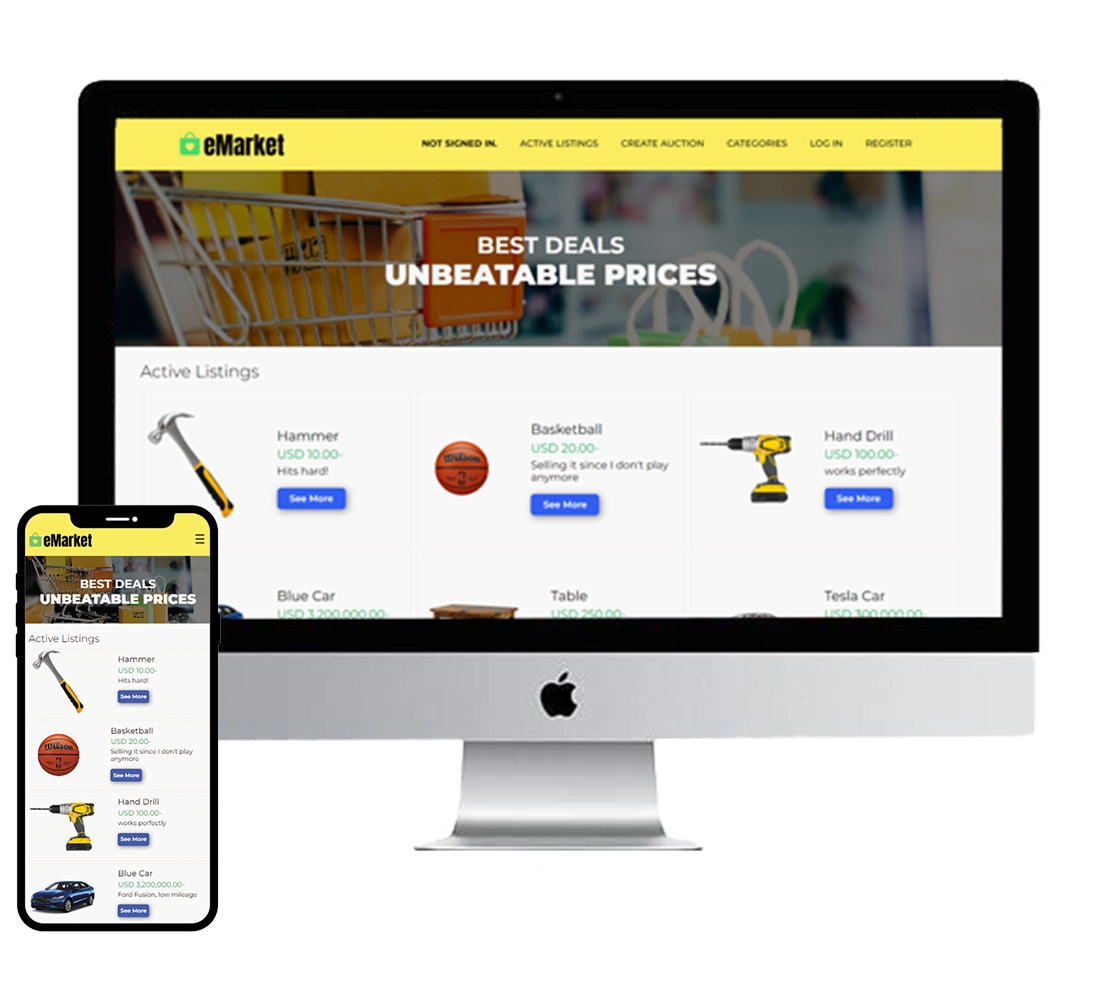 eMarket
NOT SIGNED IN. ACTIVE LISTINGS CREATE AUCTION CATEGORIES LOG IN REGISTER
BEST DEALS
UNBEATABLE PRICES
Active Listings
Hammer
USD 10.00-
Hits hard!
See More
Wilson
Basketball
USD 20.00-
Selling it since I don't play
anymore
See More
Hand Drill
USD 100.00-
works perfectly
See More
Blue Car
USD 3,200,000.00-
Table
USD 250.00-
Tesla Car
USD 300,000.00-
eMarket
BEST DEALS
UNBEATABLE PRICES
Active Listings
Hammer
USD 10.00-
Hits hard!
See More
Wilson
Basketball
USD 20.00-
Selling it since I don't play
anymore
See More
Hand Drill
USD 100.00-
works perfectly
See More
Blue Car
USD 3,200,000.00-
Ford Fusion, low mileage
See More